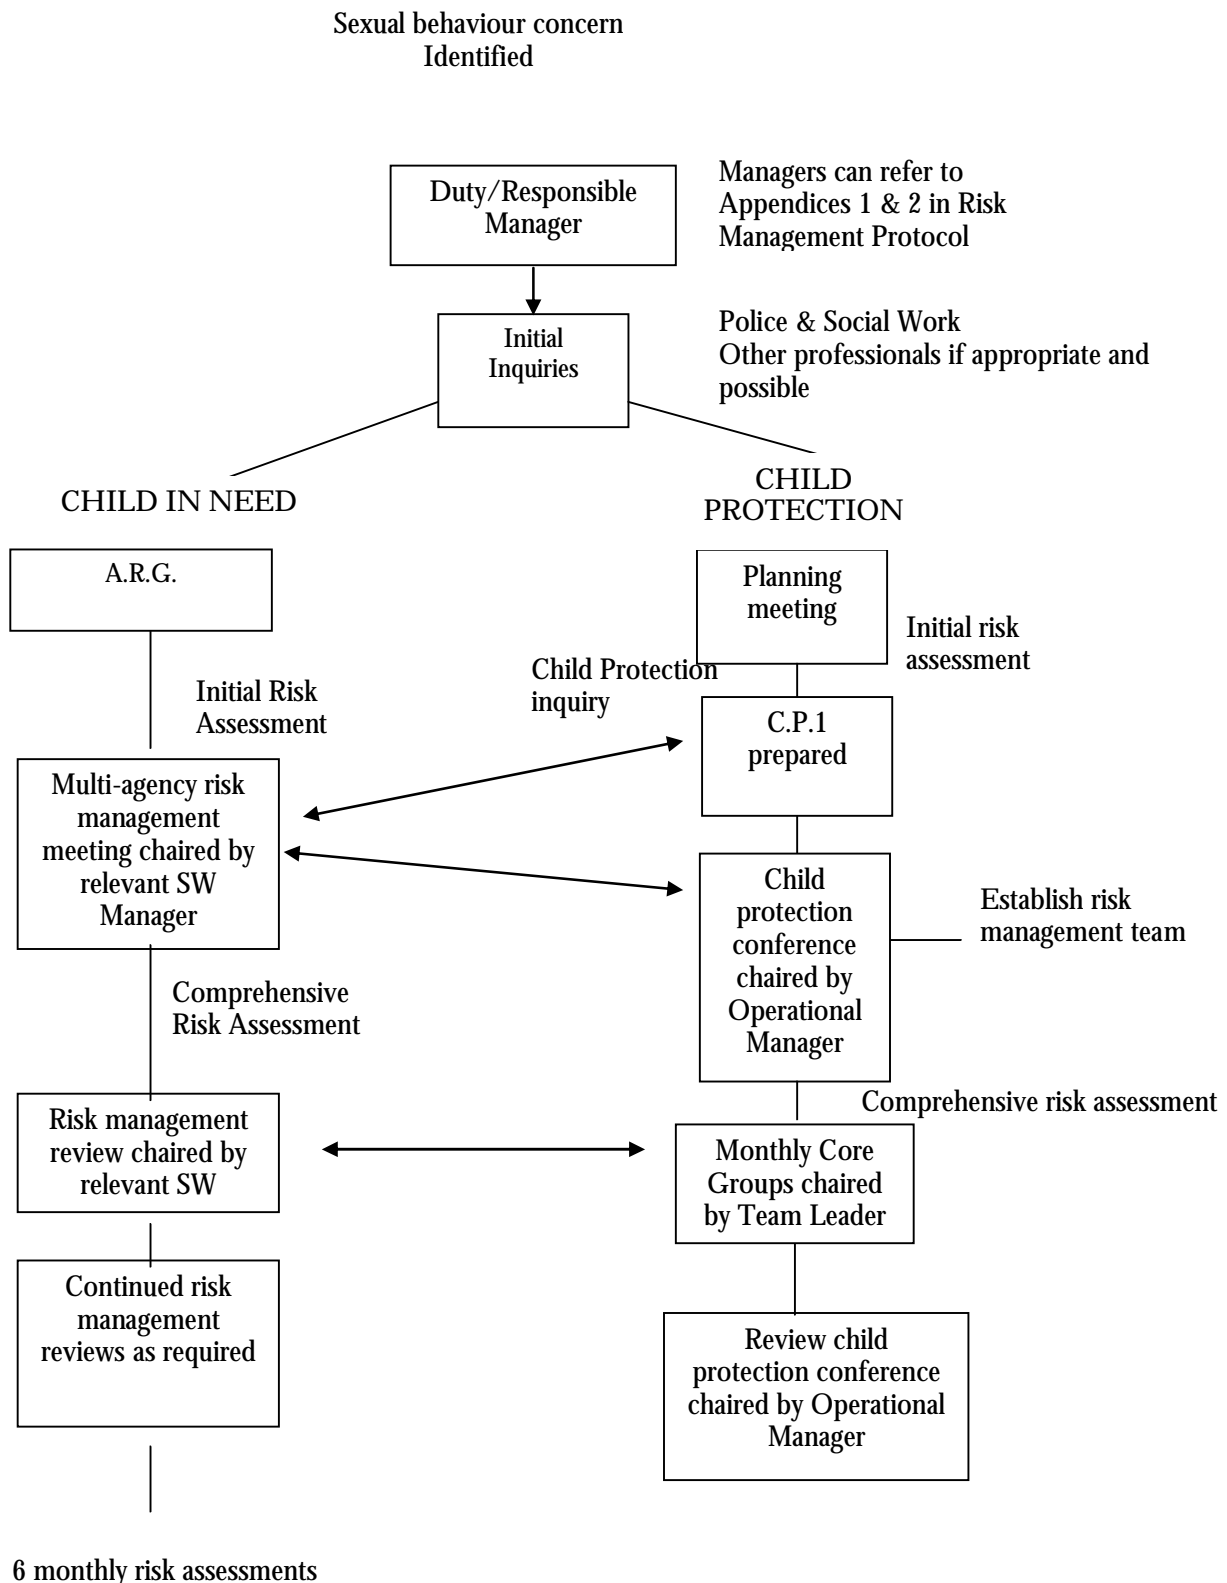 Sexual behaviour concern
Identified
Duty/Responsible
Manager
Managers can refer to
Appendices 1 & 2 in Risk
Management Protocol
Initial
Inquiries
Police & Social Work
Other professionals if appropriate and
possible
CHILD IN NEED
CHILD
PROTECTION
A.R.G.
Planning
meeting
Initial risk
assessment
Initial Risk
Assessment
Child Protection
inquiry
C.P.1
prepared
Multi-agency risk
management
meeting chaired by
relevant SW
Manager
Child
protection
conference
chaired by
Operational
Manager
Establish risk
management team
Comprehensive
Risk Assessment
Comprehensive risk assessment
Risk management
review chaired by
relevant SW
Monthly Core
Groups chaired
by Team Leader
Continued risk
management
reviews as required
Review child
protection conference
chaired by Operational
Manager
6 monthly risk assessments